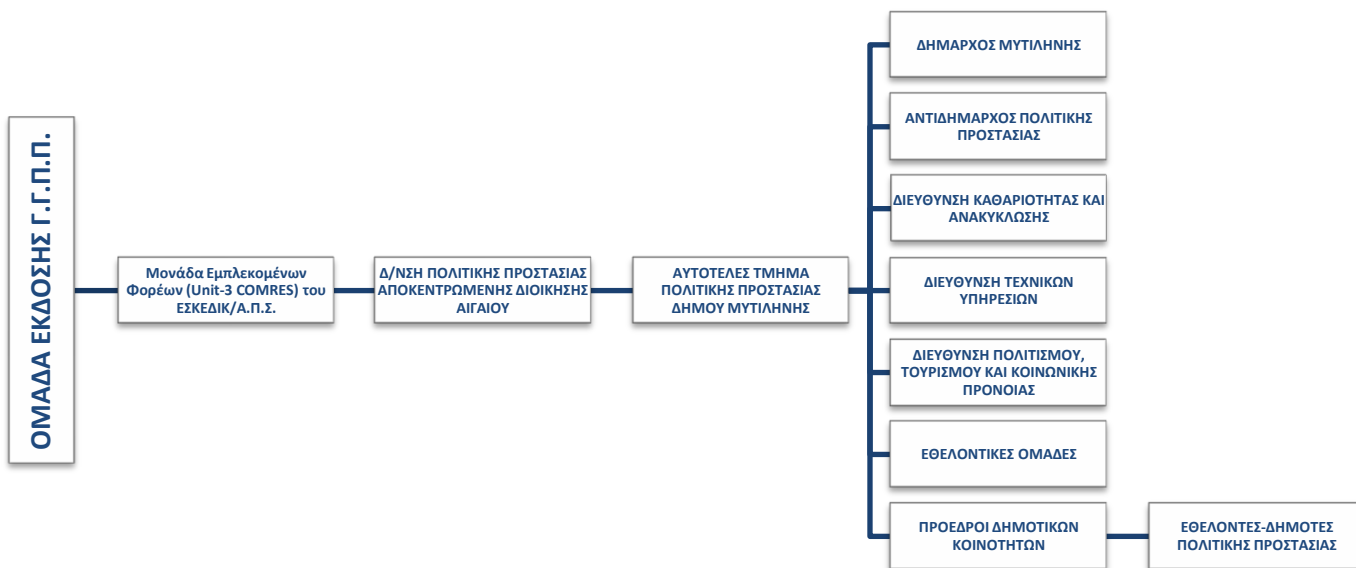 ΟΜΑΔΑ ΕΚΔΟΣΗΣ Γ.Γ.Π.Π.
Μονάδα Εμπλεκομένων
Φορέων (Unit-3 COMRES) του
ΕΣΚΕΔΙΚ/Α.Π.Σ.
Δ/ΝΣΗ ΠΟΛΙΤΙΚΗΣ ΠΡΟΣΤΑΣΙΑΣ
ΑΠΟΚΕΝΤΡΩΜΕΝΗΣ ΔΙΟΙΚΗΣΗΣ
ΑΙΓΑΙΟΥ
ΑΥΤΟΤΕΛΕΣ ΤΜΗΜΑ
ΠΟΛΙΤΙΚΗΣ ΠΡΟΣΤΑΣΙΑΣ
ΔΗΜΟΥ ΜΥΤΙΛΗΝΗΣ
ΔΗΜΑΡΧΟΣ ΜΥΤΙΛΗΝΗΣ
ΑΝΤΙΔΗΜΑΡΧΟΣ ΠΟΛΙΤΙΚΗΣ
ΠΡΟΣΤΑΣΙΑΣ
ΔΙΕΥΘΥΝΣΗ ΚΑΘΑΡΙΟΤΗΤΑΣ ΚΑΙ
ΑΝΑΚΥΚΛΩΣΗΣ
ΔΙΕΥΘΥΝΣΗ ΤΕΧΝΙΚΩΝ
ΥΠΗΡΕΣΙΩΝ
ΔΙΕΥΘΥΝΣΗ ΠΟΛΙΤΙΣΜΟΥ,
ΤΟΥΡΙΣΜΟΥ ΚΑΙ ΚΟΙΝΩΝΙΚΗΣ
ΠΡΟΝΟΙΑΣ
ΕΘΕΛΟΝΤΙΚΕΣ ΟΜΑΔΕΣ
ΠΡΟΕΔΡΟΙ ΔΗΜΟΤΙΚΩΝ
ΚΟΙΝΟΤΗΤΩΝ
ΕΘΕΛΟΝΤΕΣ-ΔΗΜΟΤΕΣ
ΠΟΛΙΤΙΚΗΣ ΠΡΟΣΤΑΣΙΑΣ